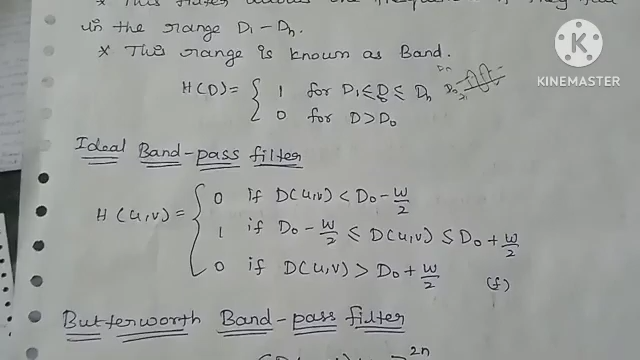 in the range D1 - Dh.
* This range is known as Band.
H(D) = { 1 for D1 ≤ D ≤ Dh
0 for D > D0
Ideal Band-pass filter
H(u,v) = { 0 if D(u,v) < D0 - W/2
1 if D0 - W/2 ≤ D(u,v) ≤ D0 + W/2
0 if D(u,v) > D0 + W/2
(f)
Butterworth Band-pass filter
2n
K
KINEMASTER